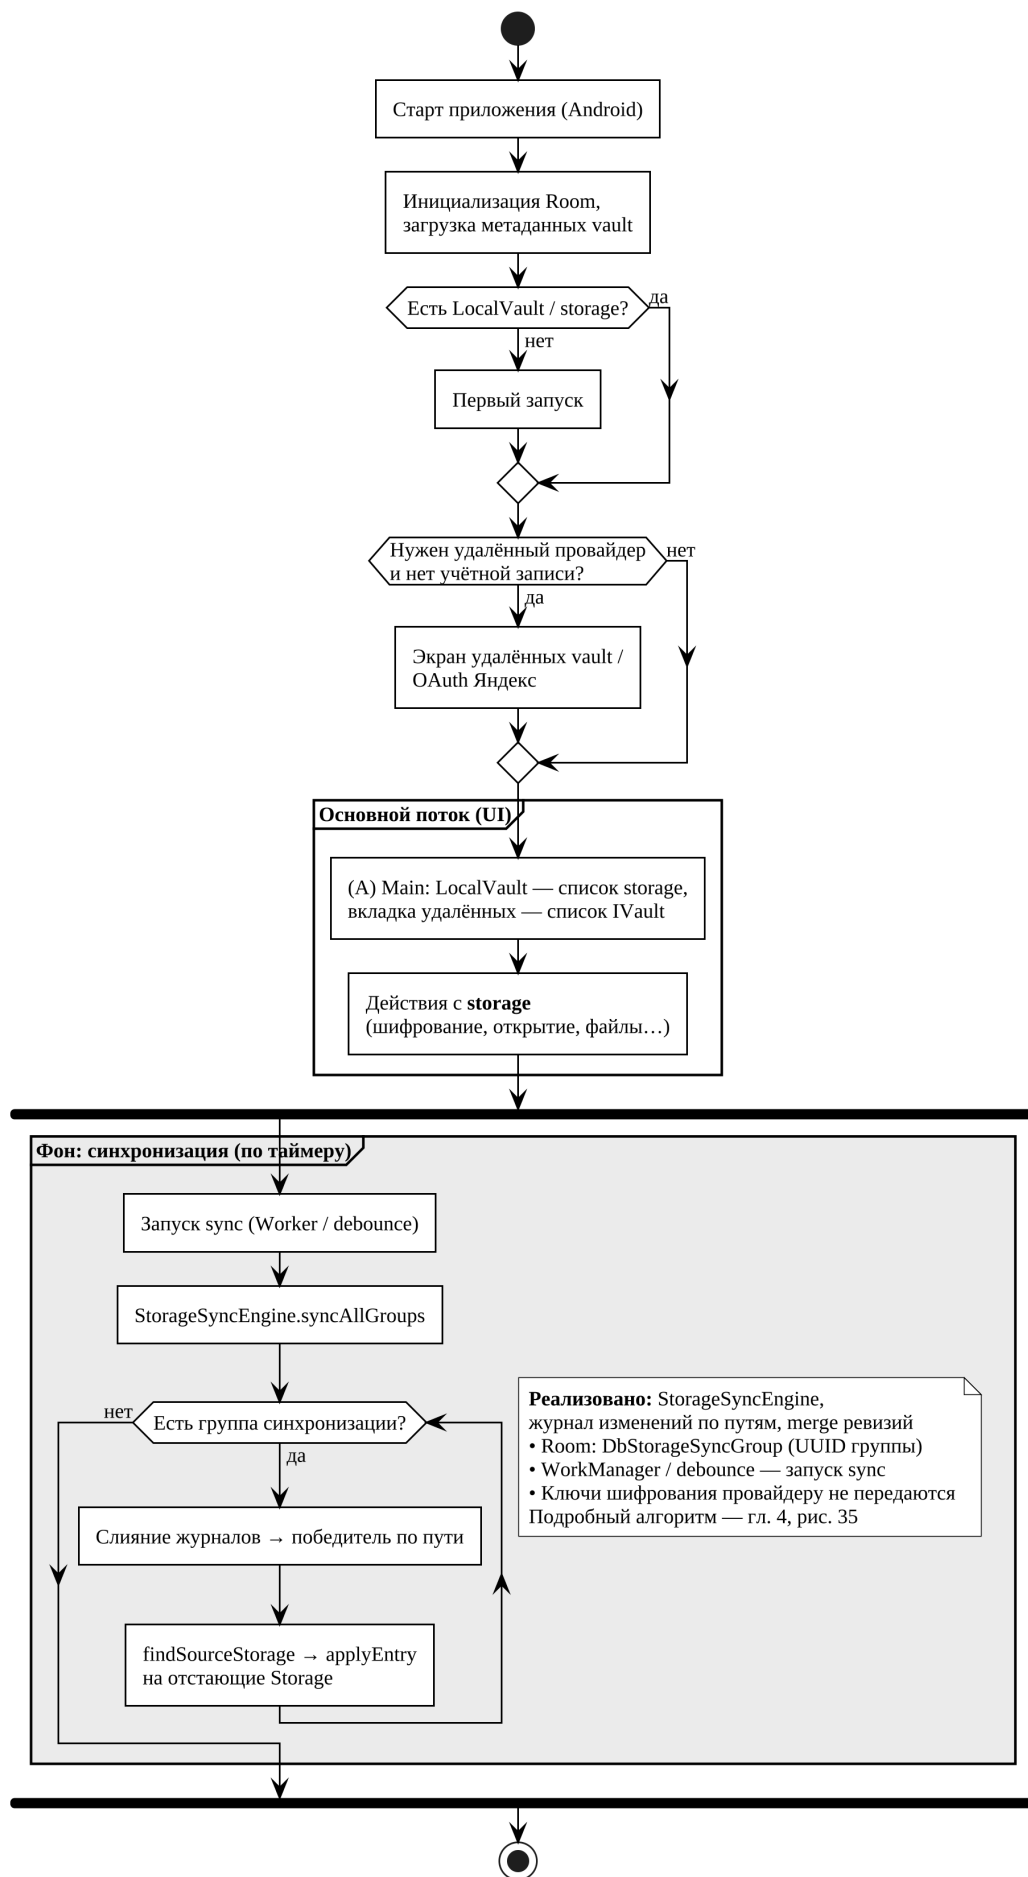 Старт приложения (Android)
Инициализация Room,
загрузка метаданных vault
Есть LocalVault / storage?
да
нет
Первый запуск
Нужен удалённый провайдер
и нет учётной записи?
нет
да
Экран удалённых vault /
OAuth Яндекс
Основной поток (UI)
(A) Main: LocalVault — список storage,
вкладка удалённых — список IVault
Действия с storage
(шифрование, открытие, файлы…)
Фон: синхронизация (по таймеру)
Запуск sync (Worker / debounce)
StorageSyncEngine.syncAllGroups
нет
Есть группа синхронизации?
да
Реализовано: StorageSyncEngine,
журнал изменений по путям, merge ревизий
• Room: DbStorageSyncGroup (UUID группы)
• WorkManager / debounce — запуск sync
• Ключи шифрования провайдеру не передаются
Подробный алгоритм — гл. 4, рис. 35
Слияние журналов → победитель по пути
findSourceStorage → applyEntry
на отстающие Storage